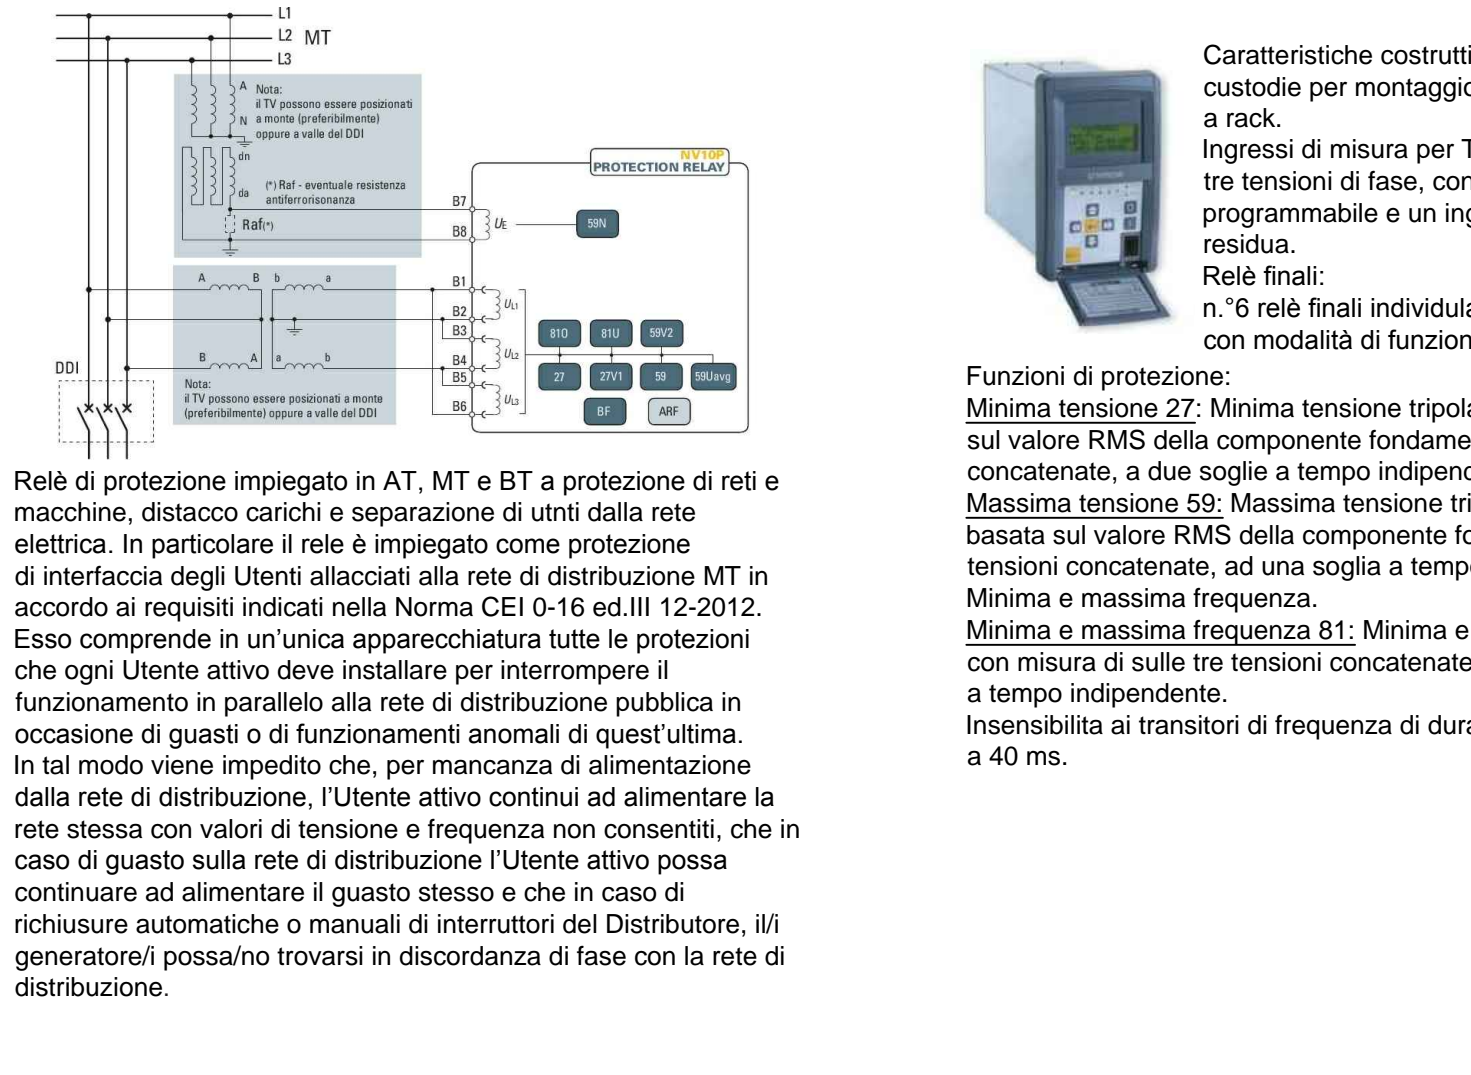 L1
L2 MT
L3
A
N
Nota:
il TV possono essere posizionati
a monte (preferibilmente)
oppure a valle del DDI
dn
da
(*) Raf - eventuale resistenza
antiferrorisonanza
Raf(*)
NV10P
PROTECTION RELAY
B7
B8
UE
59N
A B b a
B A a b
Nota:
il TV possono essere posizionati a monte
(preferibilmente) oppure a valle del DDI
DDI
B1
B2
B3
B4
B5
B6
UL1
UL2
UL3
81O 81U 59V2
27 27V1 59 59Uavg
BF ARF
Relè di protezione impiegato in AT, MT e BT a protezione di reti e
macchine, distacco carichi e separazione di utnti dalla rete
elettrica. In particolare il rele è impiegato come protezione
di interfaccia degli Utenti allacciati alla rete di distribuzione MT in
accordo ai requisiti indicati nella Norma CEI 0-16 ed.III 12-2012.
Esso comprende in un’unica apparecchiatura tutte le protezioni
che ogni Utente attivo deve installare per interrompere il
funzionamento in parallelo alla rete di distribuzione pubblica in
occasione di guasti o di funzionamenti anomali di quest’ultima.
In tal modo viene impedito che, per mancanza di alimentazione
dalla rete di distribuzione, l’Utente attivo continui ad alimentare la
rete stessa con valori di tensione e frequenza non consentiti, che in
caso di guasto sulla rete di distribuzione l’Utente attivo possa
continuare ad alimentare il guasto stesso e che in caso di
richiusure automatiche o manuali di interruttori del Distributore, il/i
generatore/i possa/no trovarsi in discordanza di fase con la rete di
distribuzione.
Caratteristiche costrutti
custodie per montaggio
a rack.
Ingressi di misura per T
tre tensioni di fase, con
programmabile e un ing
residua.
Relè finali:
n.°6 relè finali individula
con modalità di funzion
Funzioni di protezione:
Minima tensione 27: Minima tensione tripola
sul valore RMS della componente fondame
concatenate, a due soglie a tempo indipend
Massima tensione 59: Massima tensione tri
basata sul valore RMS della componente fo
tensioni concatenate, ad una soglia a tempo
Minima e massima frequenza.
Minima e massima frequenza 81: Minima e
con misura di sulle tre tensioni concatenate
a tempo indipendente.
Insensibilita ai transitori di frequenza di dura
a 40 ms.